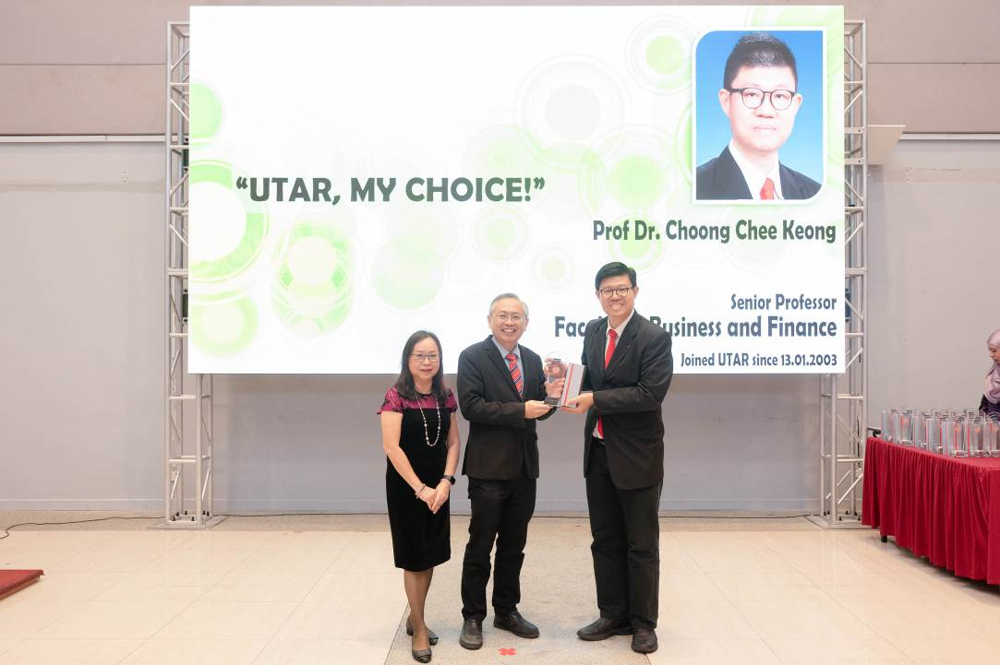 “UTAR, MY CHOICE!”
Prof Dr. Choong Chee Keong
Senior Professor
Business and Finance
Joined UTAR since 13.01.2003